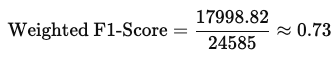 Weighted F1-Score = 17998.82 / 24585 ≈ 0.73